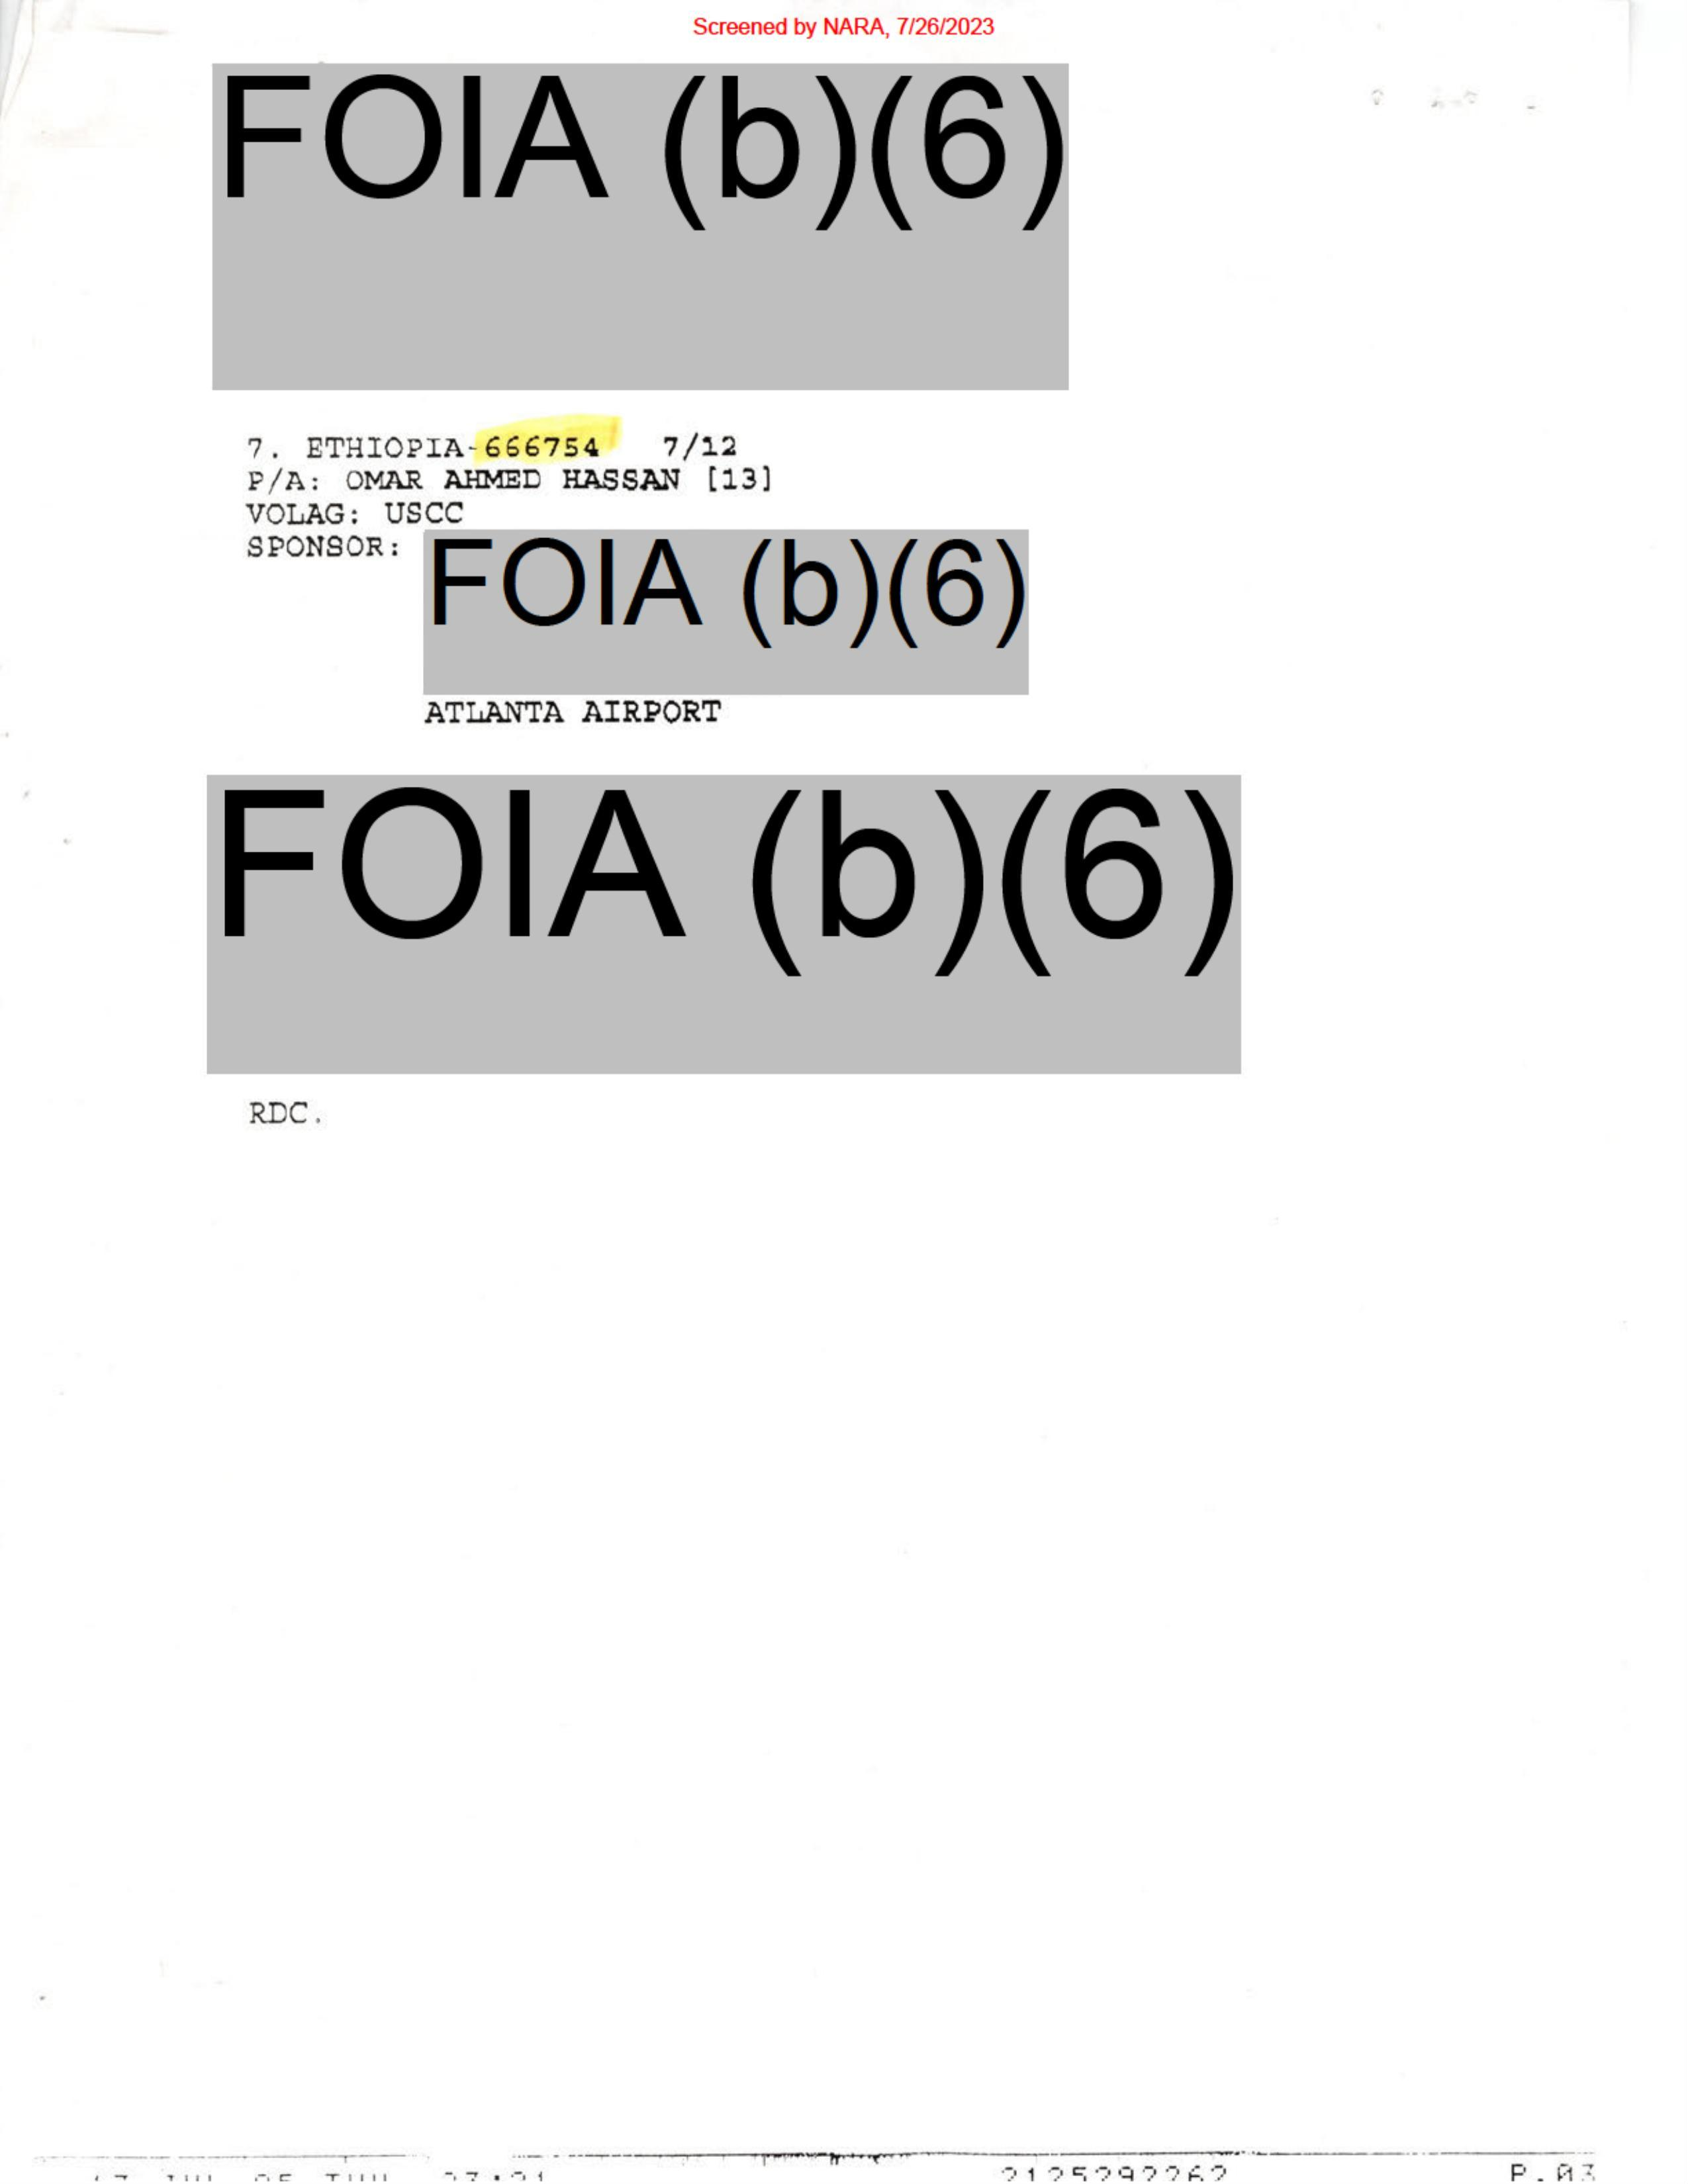 Screened by NARA, 7/26/2023
FOIA (b)(6)
7. ETHIOPIA-666754 7/12
P/A: OMAR AHMED HASSAN [13]
VOLAG: USCC
SPONSOR:
FOIA (b)(6)
ATLANTA AIRPORT
FOIA (b)(6)
RDC.
2125292262 P.03